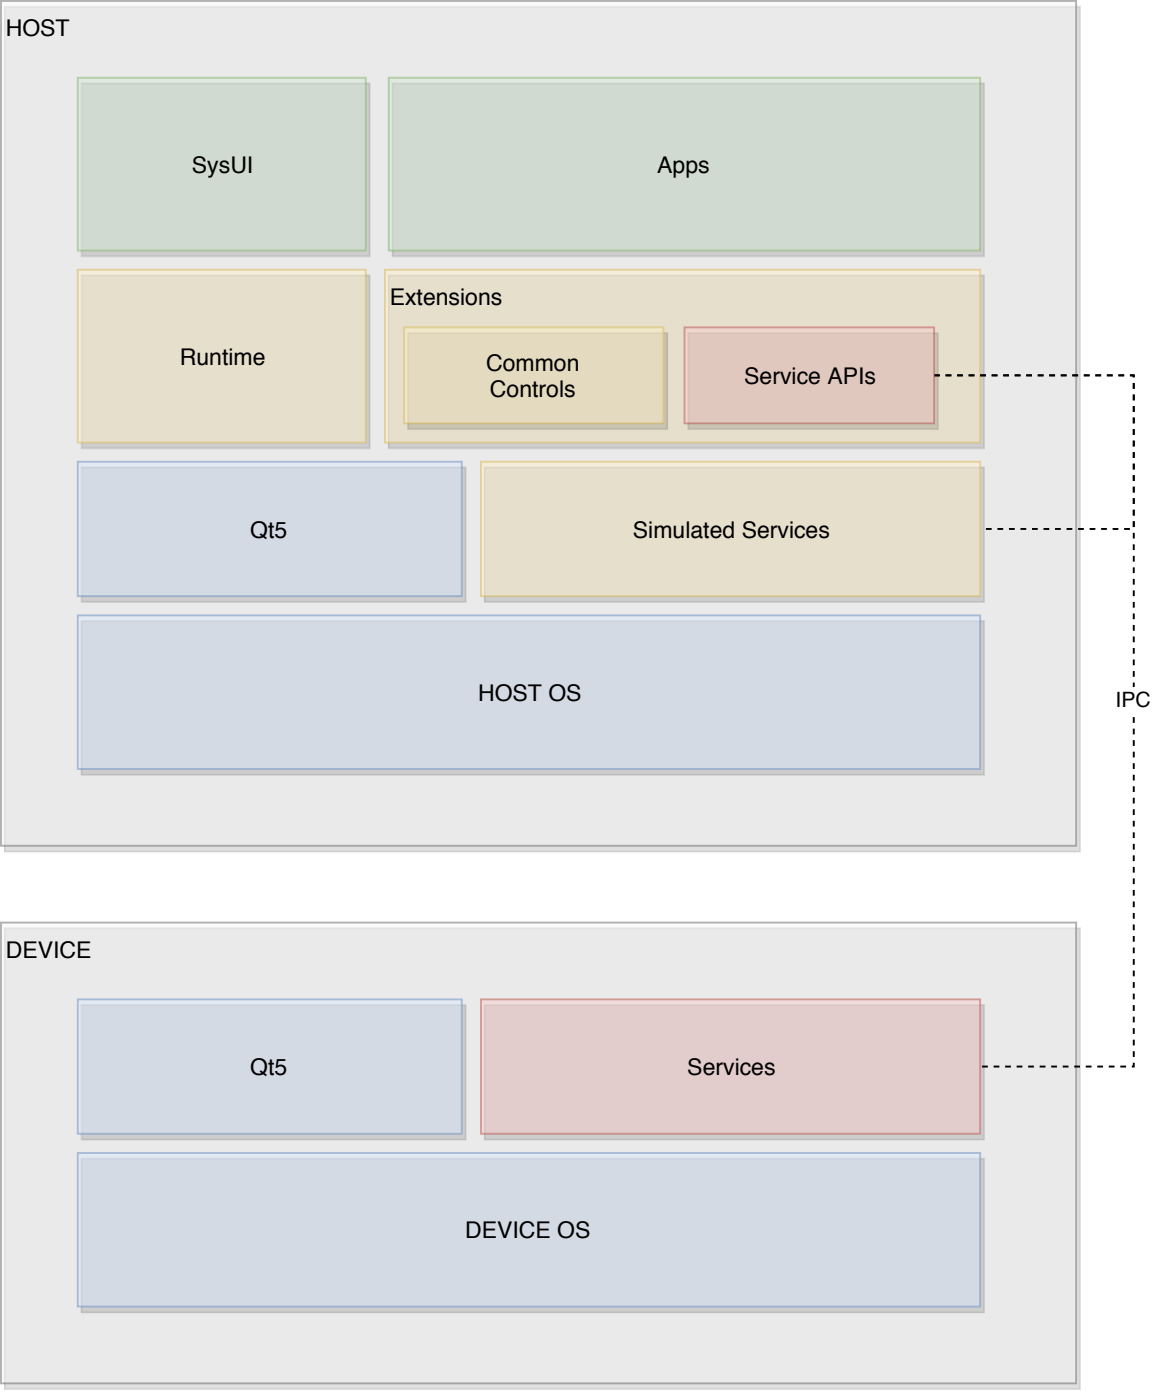 HOST
SysUI
Apps
Runtime
Extensions
Common
Controls
Service APIs
Qt5
Simulated Services
HOST OS
IPC
DEVICE
Qt5
Services
DEVICE OS